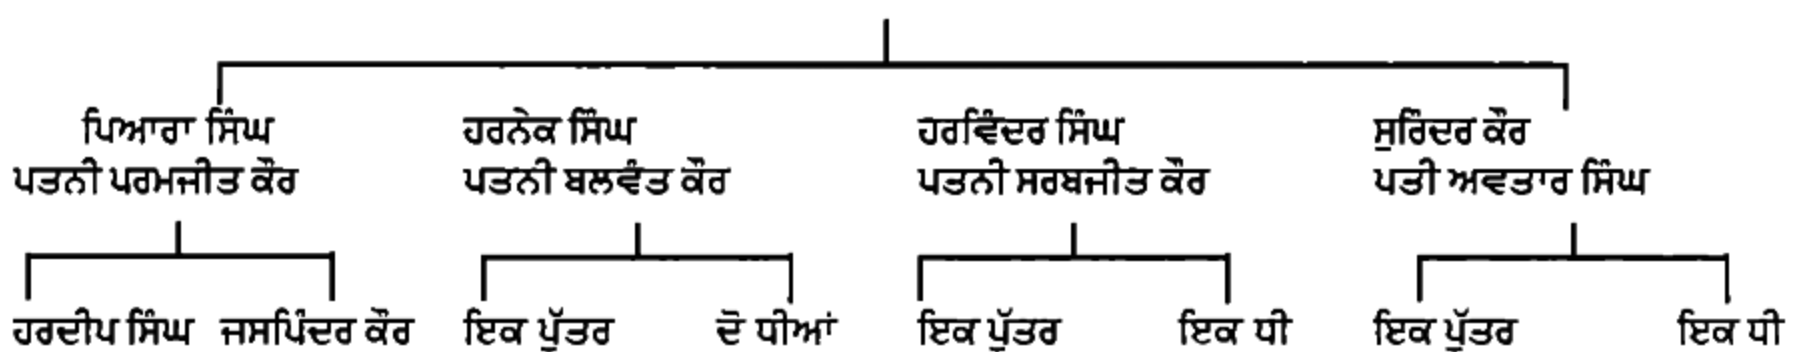 ਪਿਆਰਾ ਸਿੰਘ ਹਰਨੇਕ ਸਿੰਘ ਹਰਵਿੰਦਰ ਸਿੰਘ ਸੁਰਿੰਦਰ ਕੌਰ
ਪਤਨੀ ਪਰਮਜੀਤ ਕੌਰ ਪਤਨੀ ਬਲਵੰਤ ਕੌਰ ਪਤਨੀ ਸਰਬਜੀਤ ਕੌਰ ਪਤੀ ਅਵਤਾਰ ਸਿੰਘ
ਹਰਦੀਪ ਸਿੰਘ ਜਸਪਿੰਦਰ ਕੌਰ ਇਕ ਪੁੱਤਰ ਦੋ ਧੀਆਂ ਇਕ ਪੁੱਤਰ ਇਕ ਧੀ ਇਕ ਪੁੱਤਰ ਇਕ ਧੀ